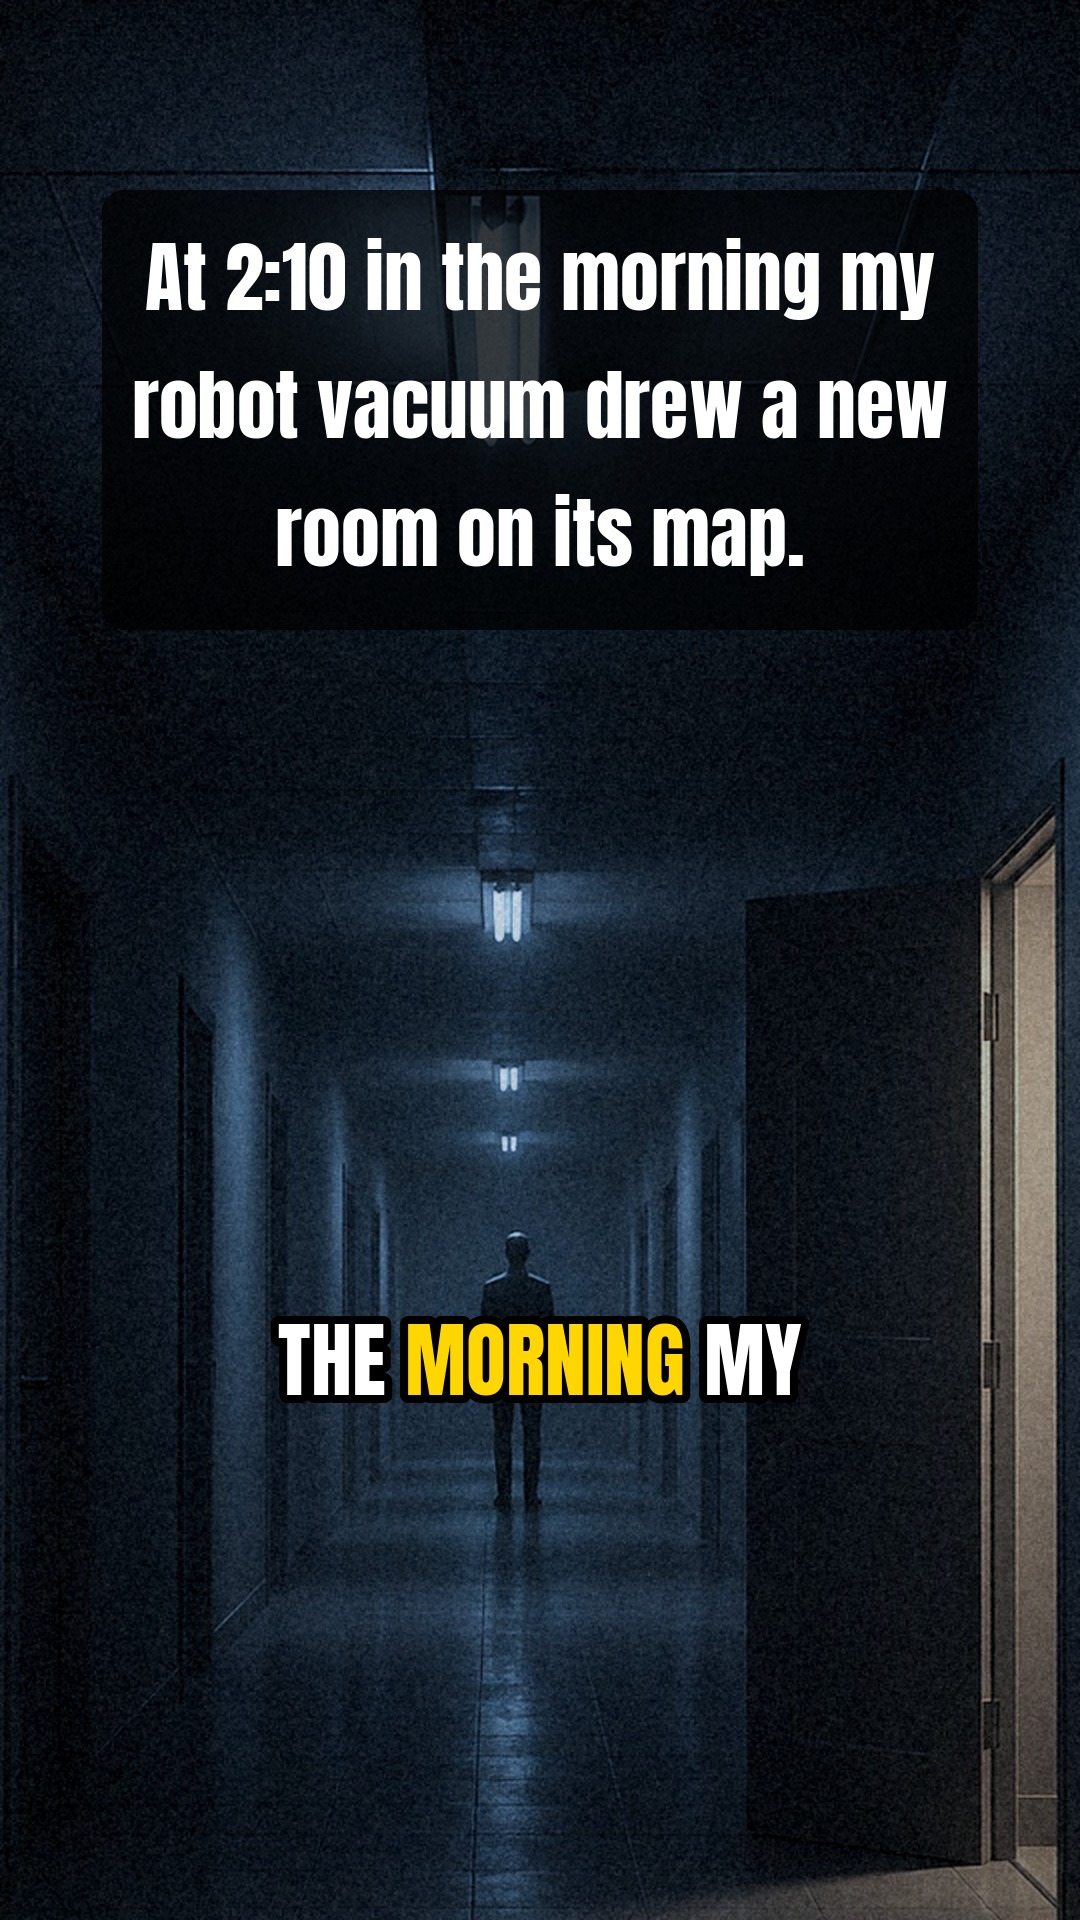 At 2:10 in the morning my
robot vacuum drew a new
room on its map.
THE MORNING MY